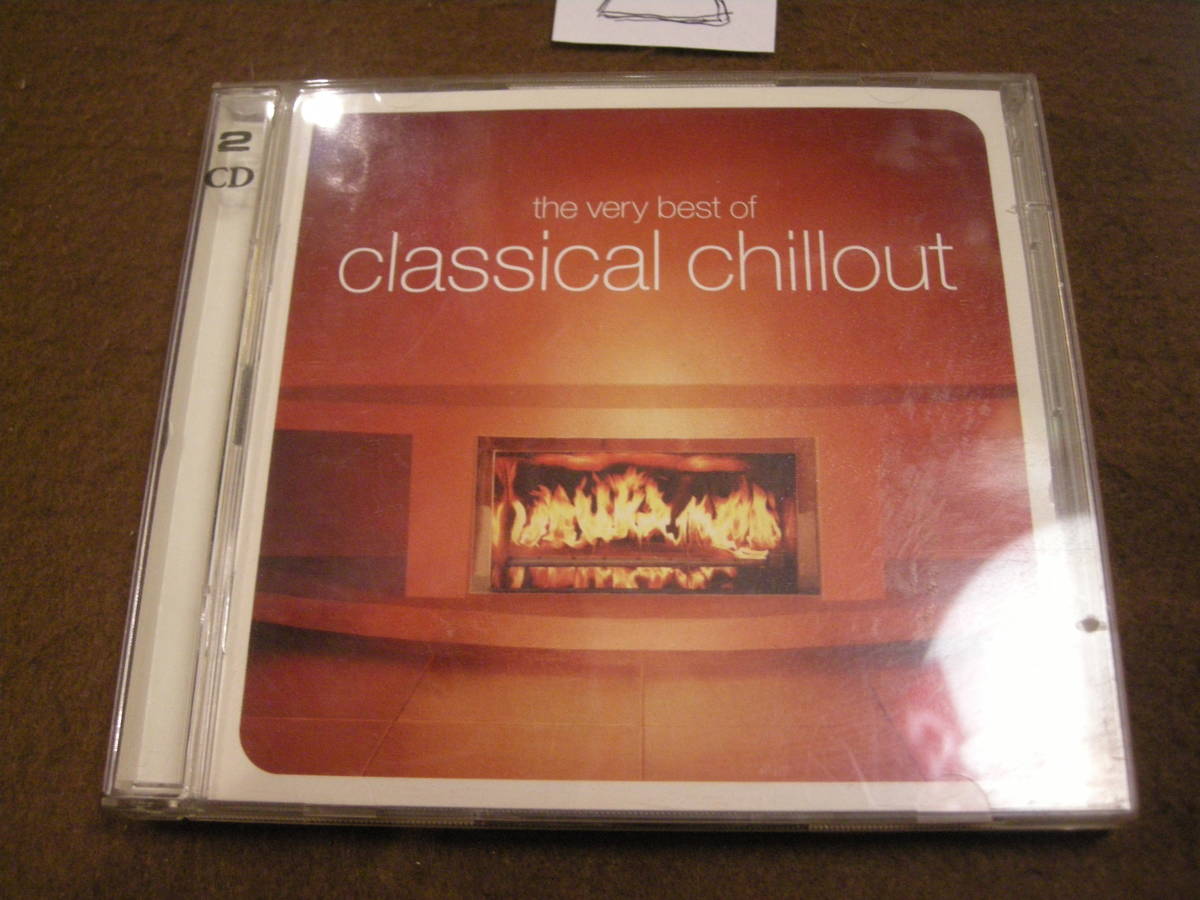 2
CD
the very best of
classical chillout